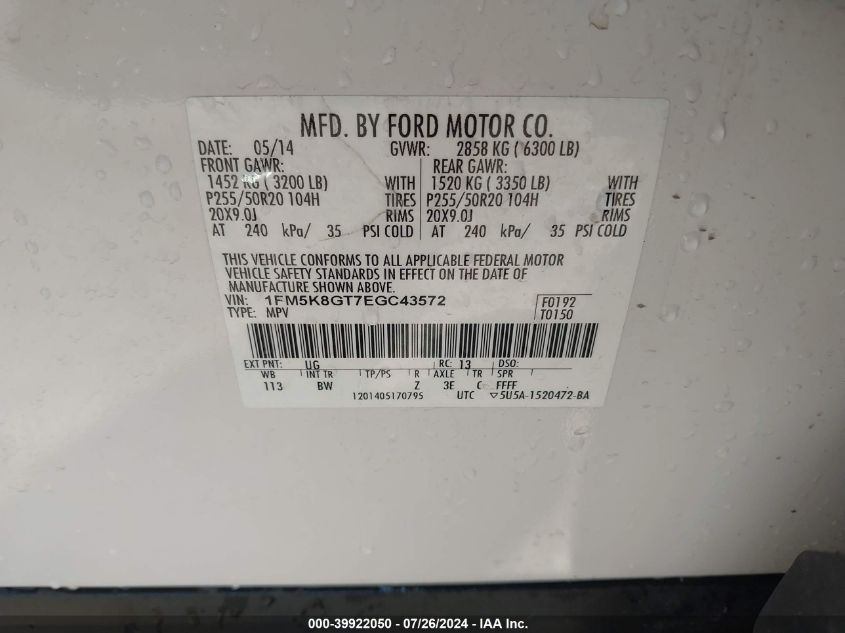 MFD. BY FORD MOTOR CO.
DATE: 05/14 GVWR: 2858 KG ( 6300 LB)
FRONT GAWR: REAR GAWR:
1452 KG ( 3200 LB) WITH 1520 KG ( 3350 LB) WITH
P255/50R20 104H TIRES P255/50R20 104H TIRES
20X9.0J RIMS 20X9.0J RIMS
AT 240 kPa/ 35 PSI COLD AT 240 kPa/ 35 PSI COLD
THIS VEHICLE CONFORMS TO ALL APPLICABLE FEDERAL MOTOR
VEHICLE SAFETY STANDARDS IN EFFECT ON THE DATE OF
MANUFACTURE SHOWN ABOVE.
VIN: 1FM5K8GT7EGC43572 F0192
TYPE: MPV T0150
EXT PNT: UG RC: 13 DSO:
WB INT TR TP/PS R AXLE TR SPR
113 BW Z 3E C FFFF
1201405170795 UTC ▽5U5A-1520472-BA
000-39922050 - 07/26/2024 - IAA Inc.